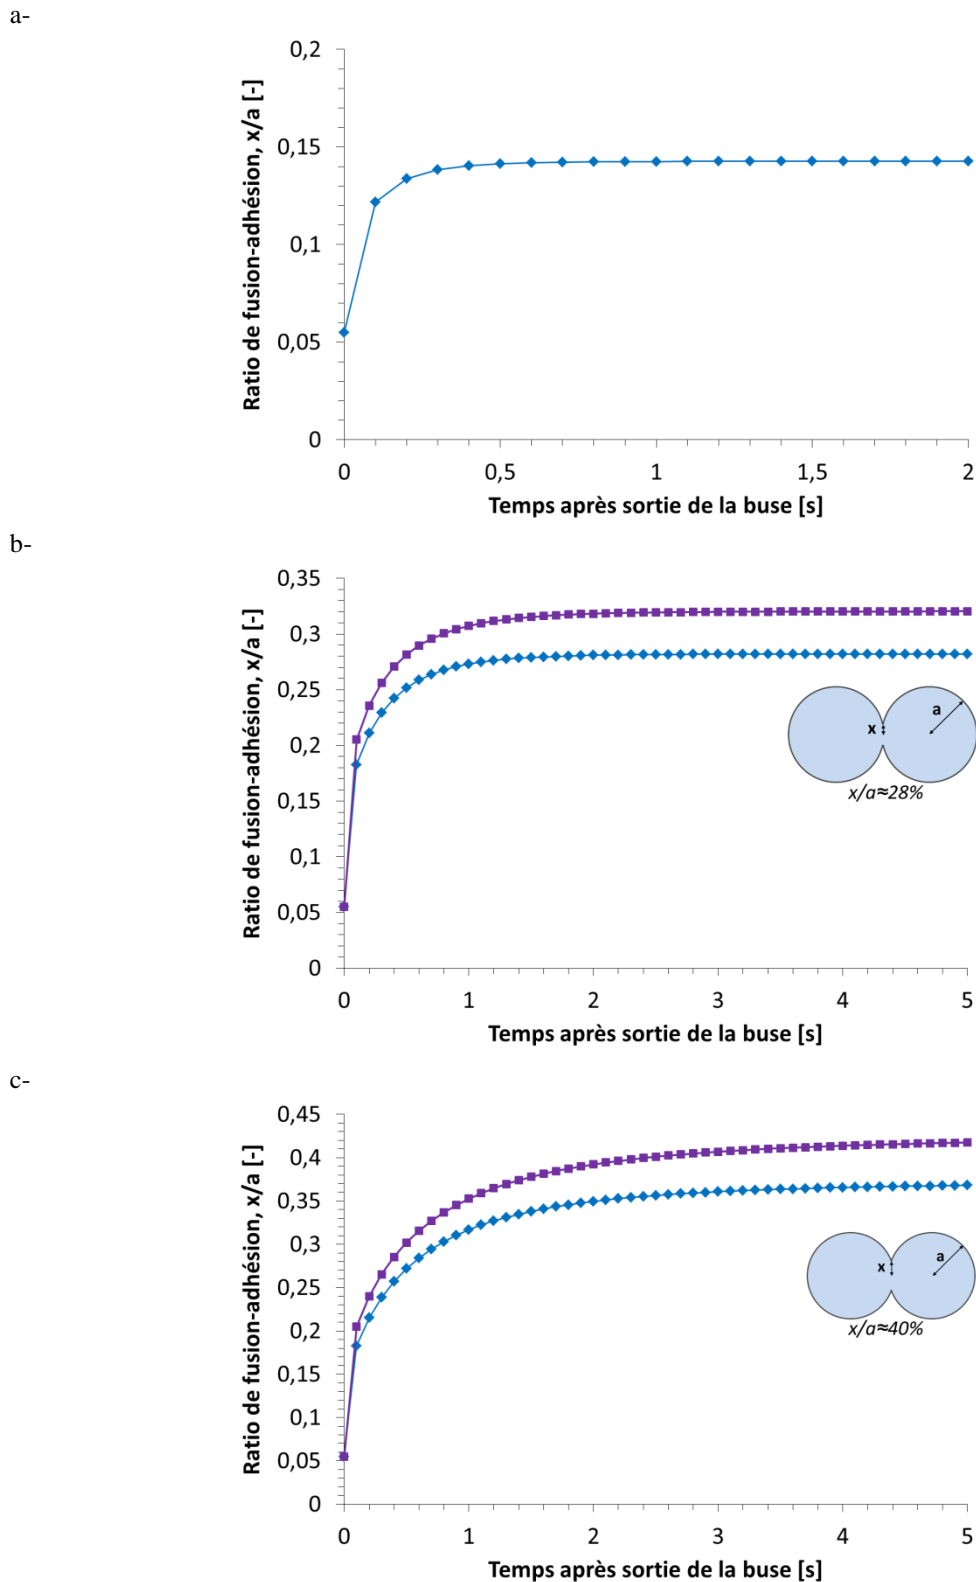 a-
0,2
0,15
0,1
0,05
0
Ratio de fusion-adhésion, x/a [-]
0 0,5 1 1,5 2
Temps après sortie de la buse [s]
b-
0,35
0,3
0,25
0,2
0,15
0,1
0,05
0
Ratio de fusion-adhésion, x/a [-]
x a
x/a≈28%
0 1 2 3 4 5
Temps après sortie de la buse [s]
c-
0,45
0,4
0,35
0,3
0,25
0,2
0,15
0,1
0,05
0
Ratio de fusion-adhésion, x/a [-]
x a
x/a≈40%
0 1 2 3 4 5
Temps après sortie de la buse [s]